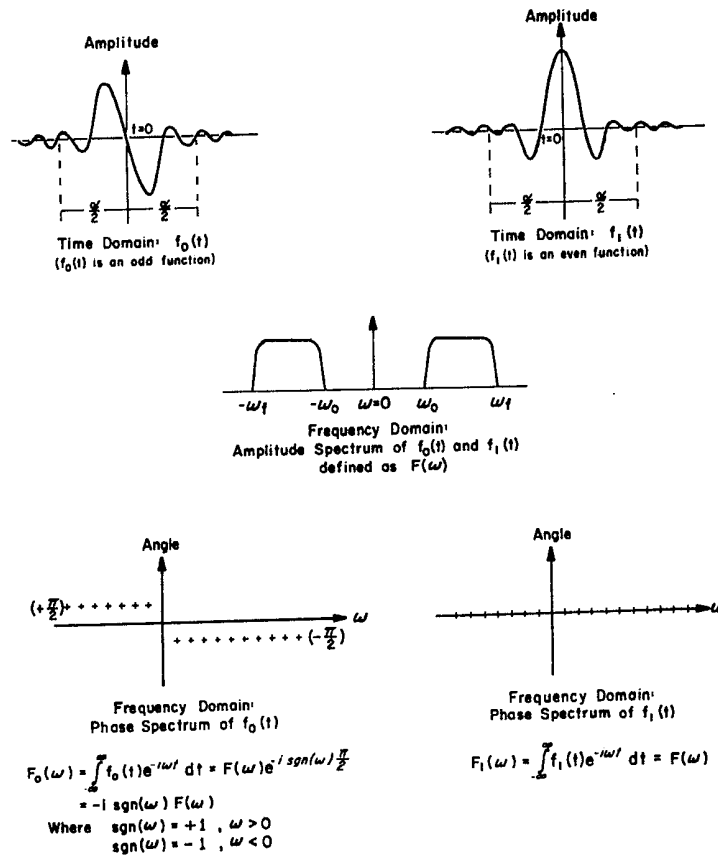 Amplitude
t=0
α/2 α/2
Time Domain: f₀(t)
(f₀(t) is an odd function)
Amplitude
t=0
α/2 α/2
Time Domain: f₁(t)
(f₁(t) is an even function)
-ω₁ -ω₀ ω=0 ω₀ ω₁
Frequency Domain:
Amplitude Spectrum of f₀(t) and f₁(t)
defined as F(ω)
Angle
(+π/2)
ω
(-π/2)
Frequency Domain:
Phase Spectrum of f₀(t)
F₀(ω) = ∫_{-∞}^{∞} f₀(t)e^{-iωt} dt = F(ω)e^{-i sgn(ω) π/2}
= -i sgn(ω) F(ω)
Where sgn(ω) = +1 , ω > 0
sgn(ω) = -1 , ω < 0
Angle
ω
Frequency Domain:
Phase Spectrum of f₁(t)
F₁(ω) = ∫_{-∞}^{∞} f₁(t)e^{-iωt} dt = F(ω)